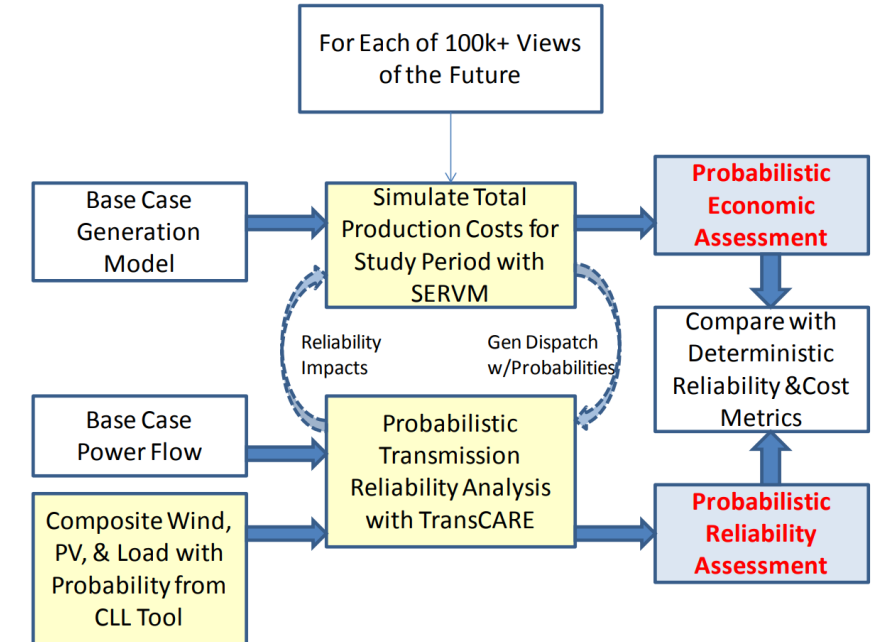 For Each of 100k+ Views
of the Future
Base Case
Generation
Model
Simulate Total
Production Costs for
Study Period with
SERVM
Probabilistic
Economic
Assessment
Reliability
Impacts
Gen Dispatch
w/Probabilities
Compare with
Deterministic
Reliability &Cost
Metrics
Base Case
Power Flow
Probabilistic
Transmission
Reliability Analysis
with TransCARE
Composite Wind,
PV, & Load with
Probability from
CLL Tool
Probabilistic
Reliability
Assessment